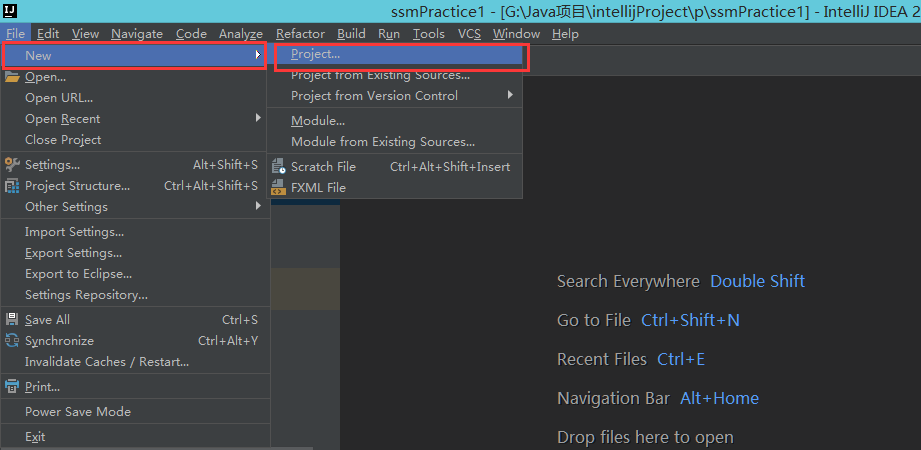 IJ
ssmPractice1 - [G:\Java项目\intellijProject\p\ssmPractice1] - IntelliJ IDEA 2
File Edit View Navigate Code Analyze Refactor Build Run Tools VCS Window Help
New
Open...
Open URL...
Open Recent
Close Project
Settings... Alt+Shift+S
Project Structure... Ctrl+Alt+Shift+S
Other Settings
Import Settings...
Export Settings...
Export to Eclipse...
Settings Repository...
Save All Ctrl+S
Synchronize Ctrl+Alt+Y
Invalidate Caches / Restart...
Print...
Power Save Mode
Exit
Project...
Project from Existing Sources...
Project from Version Control
Module...
Module from Existing Sources...
Scratch File Ctrl+Alt+Shift+Insert
FXML File
Search Everywhere Double Shift
Go to File Ctrl+Shift+N
Recent Files Ctrl+E
Navigation Bar Alt+Home
Drop files here to open